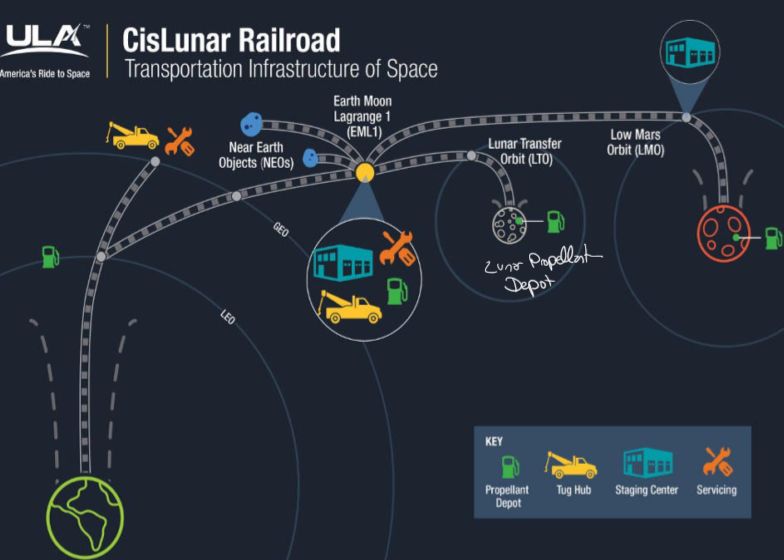 ULA™
America's Ride to Space
CisLunar Railroad
Transportation Infrastructure of Space
Earth Moon
Lagrange 1
(EML1)
Near Earth
Objects (NEOs)
Lunar Transfer
Orbit (LTO)
Low Mars
Orbit (LMO)
GEO
LEO
Lunar Propellant
Depot
KEY
Propellant
Depot
Tug Hub
Staging Center
Servicing